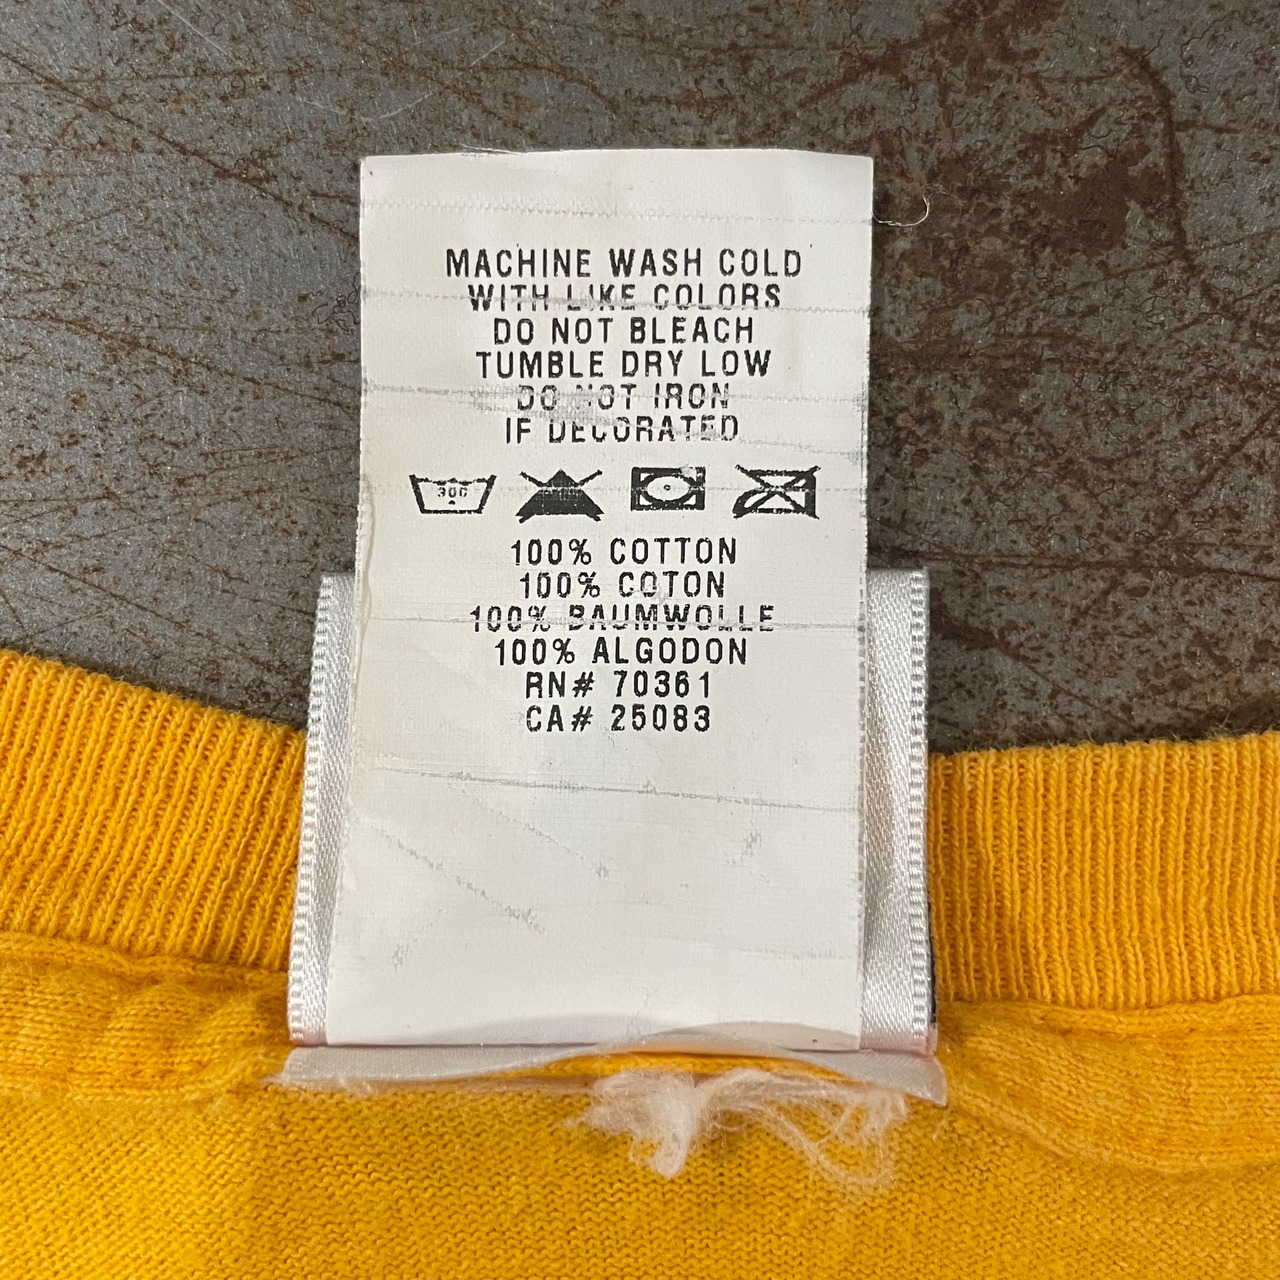 MACHINE WASH COLD
WITH LIKE COLORS
DO NOT BLEACH
TUMBLE DRY LOW
DO NOT IRON
IF DECORATED
30C
100% COTTON
100% COTON
100% BAUMWOLLE
100% ALGODON
RN# 70361
CA# 25083